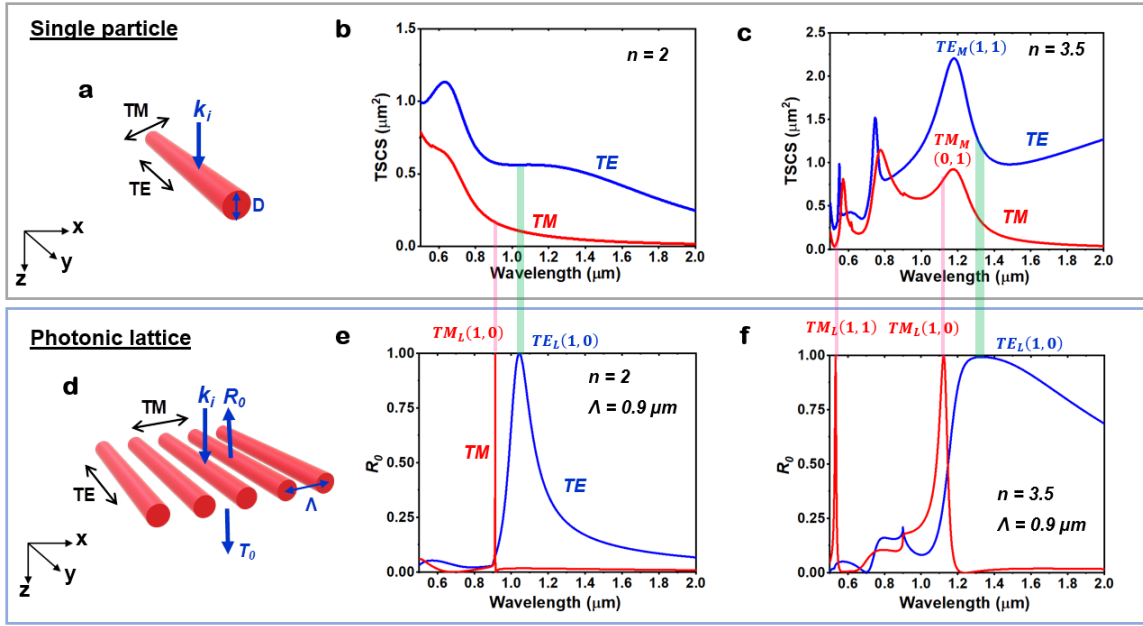 Single particle
a
TM
k_i
TE
D
x
y
z
b
n = 2
TSCS (μm²)
1.5
1.0
0.5
0.0
TE
TM
0.6 0.8 1.0 1.2 1.4 1.6 1.8 2.0
Wavelength (μm)
c
TE_M(1,1)
n = 3.5
TSCS (μm²)
2.5
2.0
1.5
1.0
0.5
0.0
TM_M
(0,1)
TE
TM
0.6 0.8 1.0 1.2 1.4 1.6 1.8 2.0
Wavelength (μm)
Photonic lattice
d
TM
k_i R_0
TE
Λ
T_0
x
y
z
e
TM_L(1,0)
TE_L(1,0)
n = 2
Λ = 0.9 μm
R_0
1.00
0.75
0.50
0.25
0.00
TM
TE
0.6 0.8 1.0 1.2 1.4 1.6 1.8 2.0
Wavelength (μm)
TM_L(1,1) TM_L(1,0)
f
TE_L(1,0)
R_0
1.00
0.75
0.50
0.25
0.00
n = 3.5
Λ = 0.9 μm
0.6 0.8 1.0 1.2 1.4 1.6 1.8 2.0
Wavelength (μm)